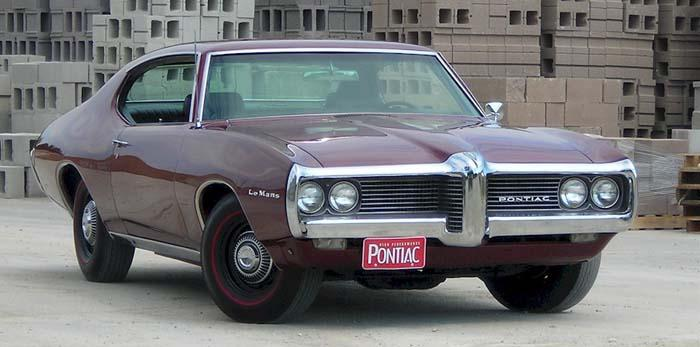 Le Mans
PONTIAC
HIGH PERFORMANCE
PONTIAC